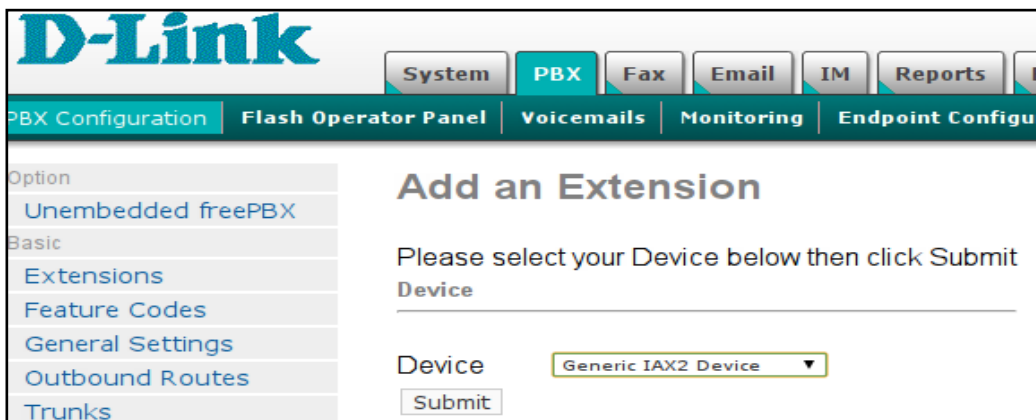 D-Link
System PBX Fax Email IM Reports
PBX Configuration Flash Operator Panel Voicemails Monitoring Endpoint Configu
Option
Unembedded freePBX
Basic
Extensions
Feature Codes
General Settings
Outbound Routes
Trunks
Add an Extension
Please select your Device below then click Submit
Device
Device Generic IAX2 Device
Submit